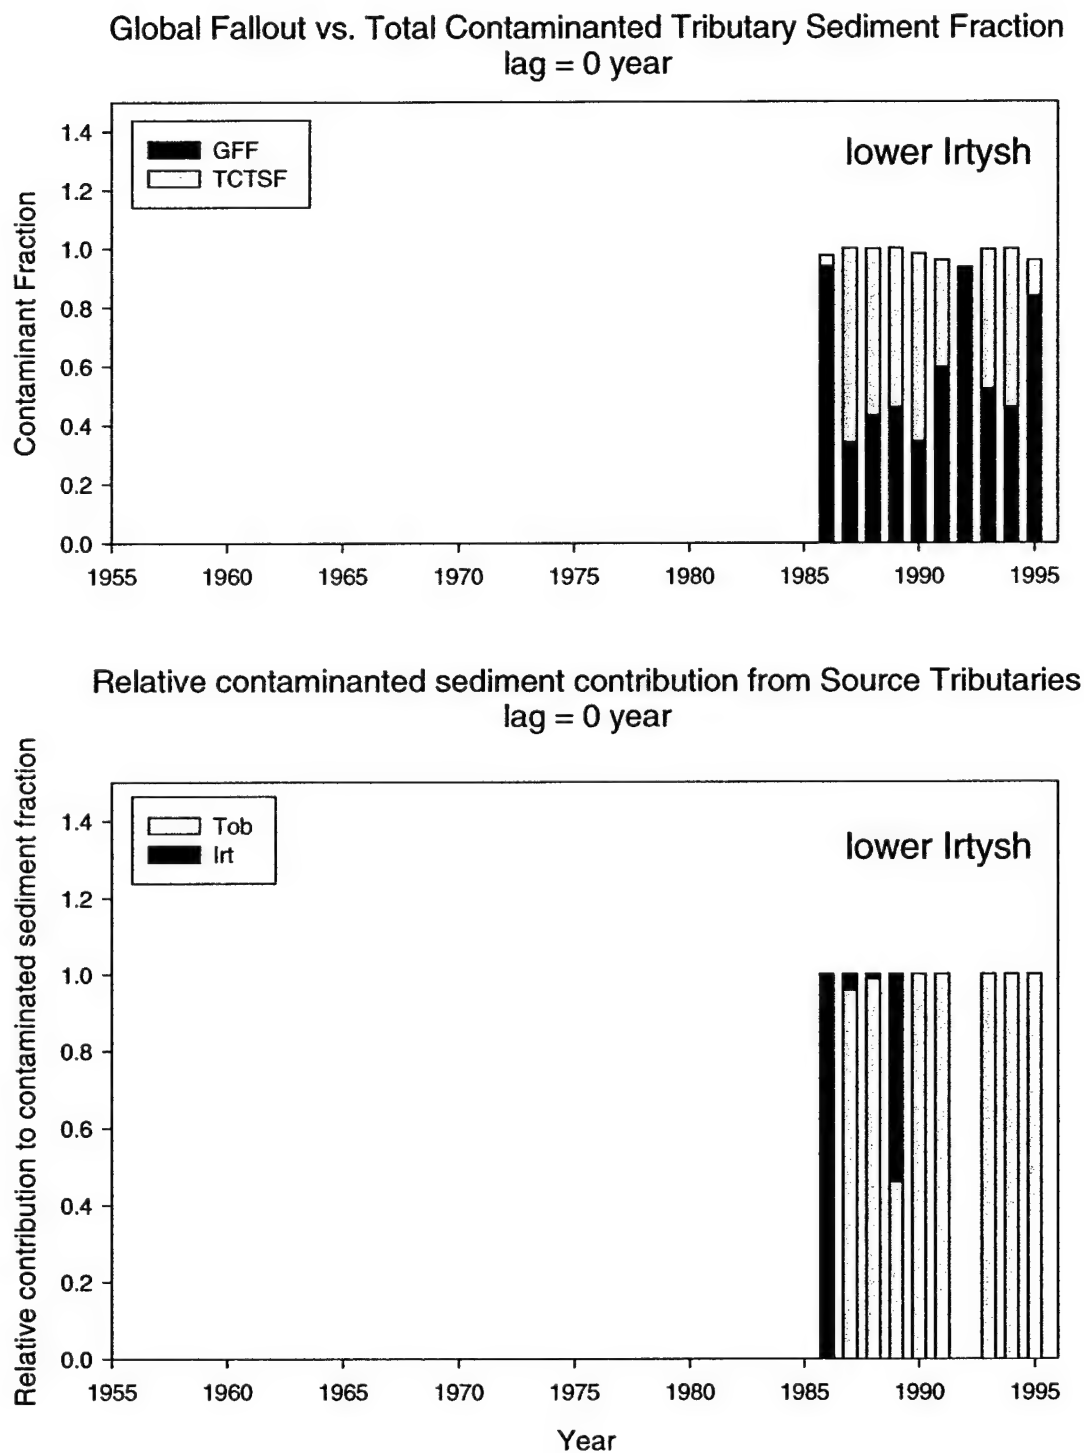 Global Fallout vs. Total Contaminanted Tributary Sediment Fraction
lag = 0 year
Contaminant Fraction
1.4
1.2
1.0
0.8
0.6
0.4
0.2
0.0
GFF
TCTSF
lower Irtysh
1955 1960 1965 1970 1975 1980 1985 1990 1995
Relative contaminanted sediment contribution from Source Tributaries
lag = 0 year
Relative contribution to contaminated sediment fraction
1.4
1.2
1.0
0.8
0.6
0.4
0.2
0.0
Tob
Irt
lower Irtysh
1955 1960 1965 1970 1975 1980 1985 1990 1995
Year